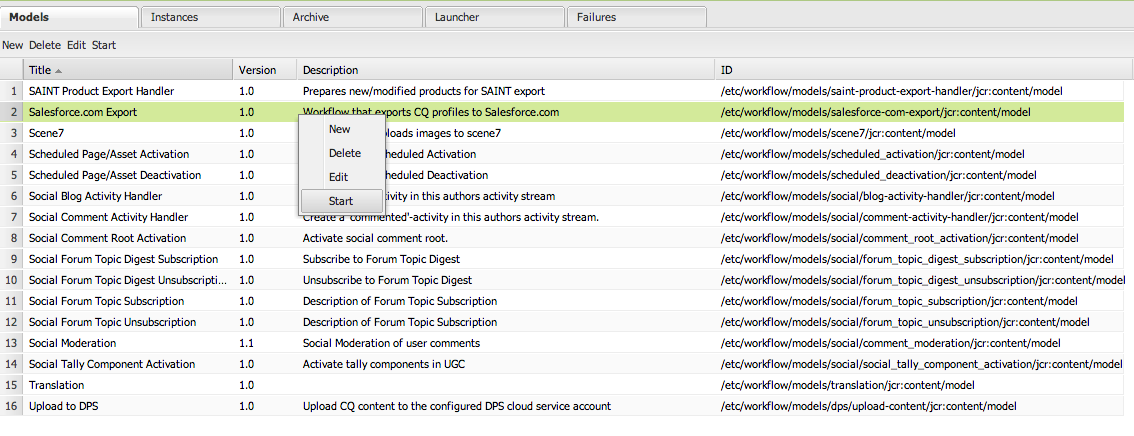 Models Instances Archive Launcher Failures
New Delete Edit Start
Title Version Description ID
1 SAINT Product Export Handler 1.0 Prepares new/modified products for SAINT export /etc/workflow/models/saint-product-export-handler/jcr:content/model
2 Salesforce.com Export 1.0 Workflow that exports CQ profiles to Salesforce.com /etc/workflow/models/salesforce-com-export/jcr:content/model
New
3 Scene7 1.0 images to scene7 /etc/workflow/models/scene7/jcr:content/model
Delete
4 Scheduled Page/Asset Activation 1.0 Activation /etc/workflow/models/scheduled_activation/jcr:content/model
Edit
5 Scheduled Page/Asset Deactivation 1.0 Deactivation /etc/workflow/models/scheduled_deactivation/jcr:content/model
Start
6 Social Blog Activity Handler 1.0 in this authors activity stream /etc/workflow/models/social/blog-activity-handler/jcr:content/model
7 Social Comment Activity Handler 1.0 Create a 'commented'-activity in this authors activity stream. /etc/workflow/models/social/comment-activity-handler/jcr:content/model
8 Social Comment Root Activation 1.0 Activate social comment root. /etc/workflow/models/social/comment_root_activation/jcr:content/model
9 Social Forum Topic Digest Subscription 1.0 Subscribe to Forum Topic Digest /etc/workflow/models/social/forum_topic_digest_subscription/jcr:content/model
10 Social Forum Topic Digest Unsubscripti... 1.0 Unsubscribe to Forum Topic Digest /etc/workflow/models/social/forum_topic_digest_unsubscription/jcr:content/model
11 Social Forum Topic Subscription 1.0 Description of Forum Topic Subscription /etc/workflow/models/social/forum_topic_subscription/jcr:content/model
12 Social Forum Topic Unsubscription 1.0 Description of Forum Topic Subscription /etc/workflow/models/social/forum_topic_unsubscription/jcr:content/model
13 Social Moderation 1.1 Social Moderation of user comments /etc/workflow/models/social/comment_moderation/jcr:content/model
14 Social Tally Component Activation 1.0 Activate tally components in UGC /etc/workflow/models/social/social_tally_component_activation/jcr:content/model
15 Translation 1.0 /etc/workflow/models/translation/jcr:content/model
16 Upload to DPS 1.0 Upload CQ content to the configured DPS cloud service account /etc/workflow/models/dps/upload-content/jcr:content/model